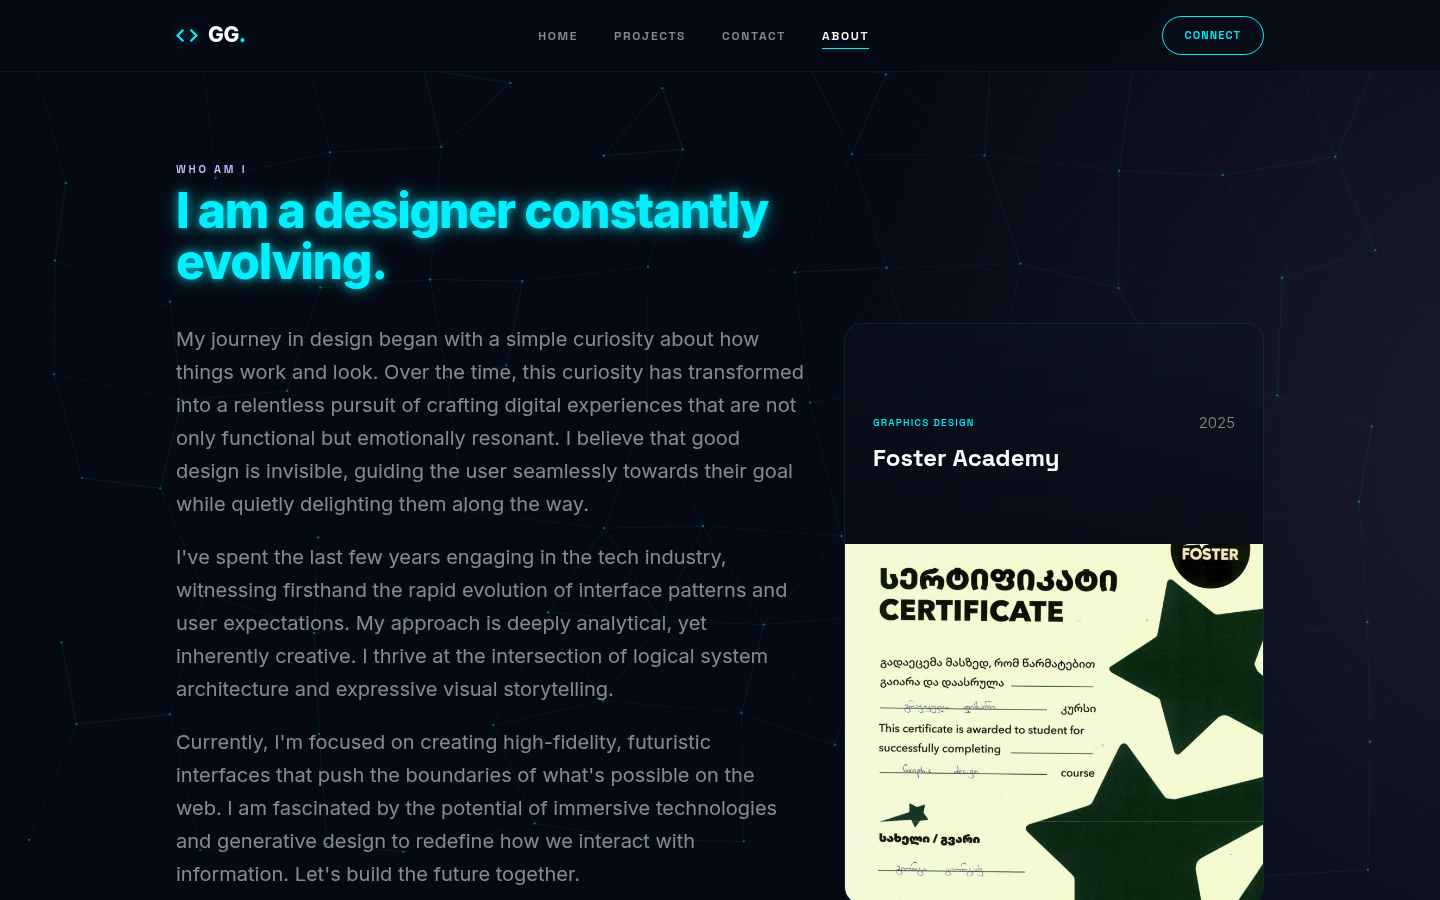 GG.
HOME
PROJECTS
CONTACT
ABOUT
CONNECT
WHO AM I
I am a designer constantly
evolving.
My journey in design began with a simple curiosity about how
things work and look. Over the time, this curiosity has transformed
into a relentless pursuit of crafting digital experiences that are not
only functional but emotionally resonant. I believe that good
design is invisible, guiding the user seamlessly towards their goal
while quietly delighting them along the way.
I've spent the last few years engaging in the tech industry,
witnessing firsthand the rapid evolution of interface patterns and
user expectations. My approach is deeply analytical, yet
inherently creative. I thrive at the intersection of logical system
architecture and expressive visual storytelling.
Currently, I'm focused on creating high-fidelity, futuristic
interfaces that push the boundaries of what's possible on the
web. I am fascinated by the potential of immersive technologies
and generative design to redefine how we interact with
information. Let's build the future together.
GRAPHICS DESIGN
2025
Foster Academy
FOSTER
სერტიფიკატი
CERTIFICATE
გადაეცემა მასზედ, რომ წარმატებით
გაიარა და დაასრულა
გრაფიკული დიზაინი კურსი
This certificate is awarded to student for
successfully completing
Graphic design course
სახელი / გვარი